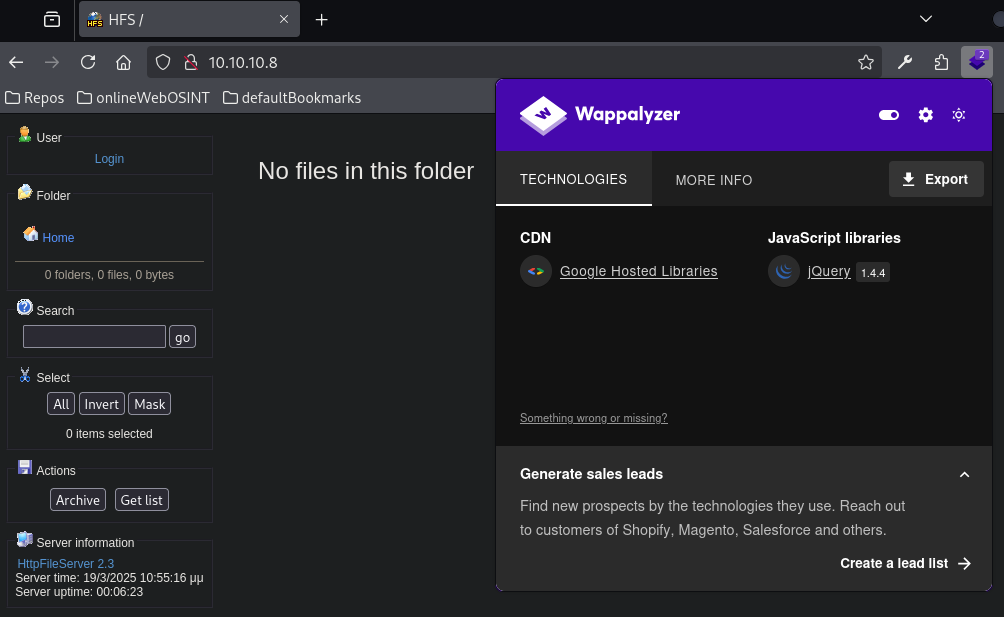 HFS /
10.10.10.8
2
Repos
onlineWebOSINT
defaultBookmarks
User
Login
Folder
Home
0 folders, 0 files, 0 bytes
Search
go
Select
All Invert Mask
0 items selected
Actions
Archive Get list
Server information
HttpFileServer 2.3
Server time: 19/3/2025 10:55:16 μμ
Server uptime: 00:06:23
No files in this folder
Wappalyzer
TECHNOLOGIES
MORE INFO
Export
CDN
Google Hosted Libraries
JavaScript libraries
jQuery 1.4.4
Something wrong or missing?
Generate sales leads
Find new prospects by the technologies they use. Reach out
to customers of Shopify, Magento, Salesforce and others.
Create a lead list